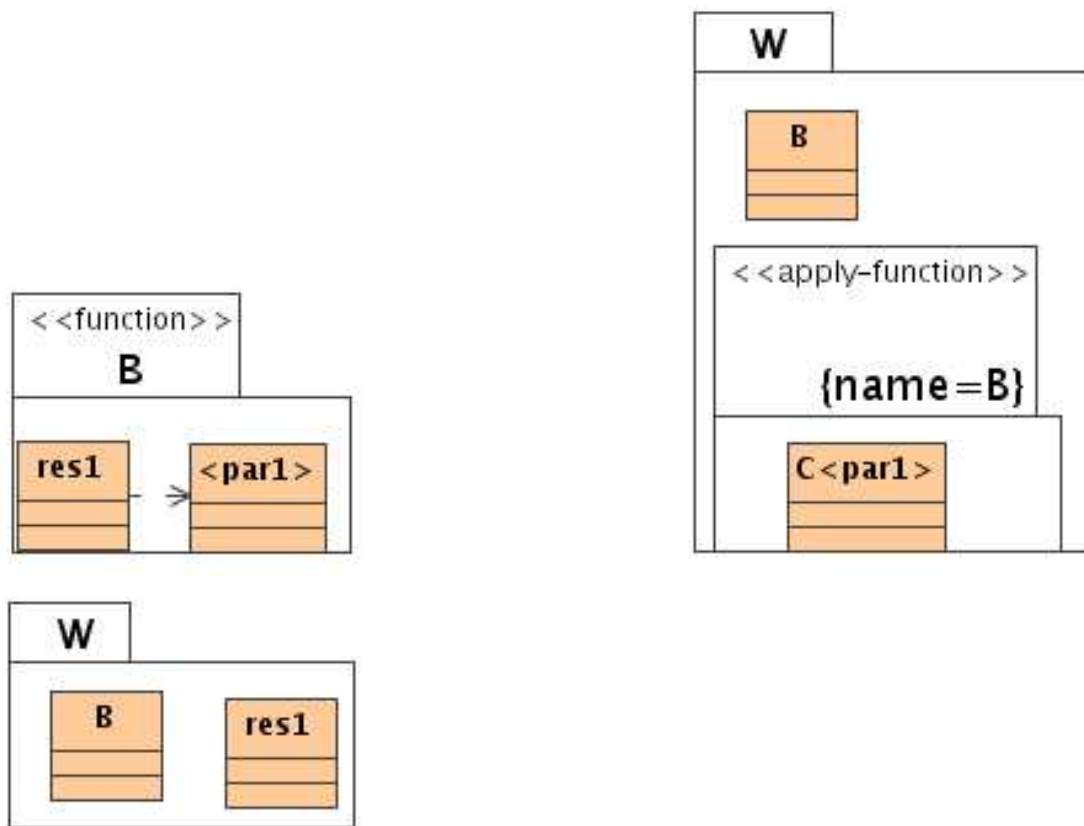 <<function>>
B
res1
<par1>
W
B
res1
W
B
<<apply-function>>
{name=B}
C<par1>